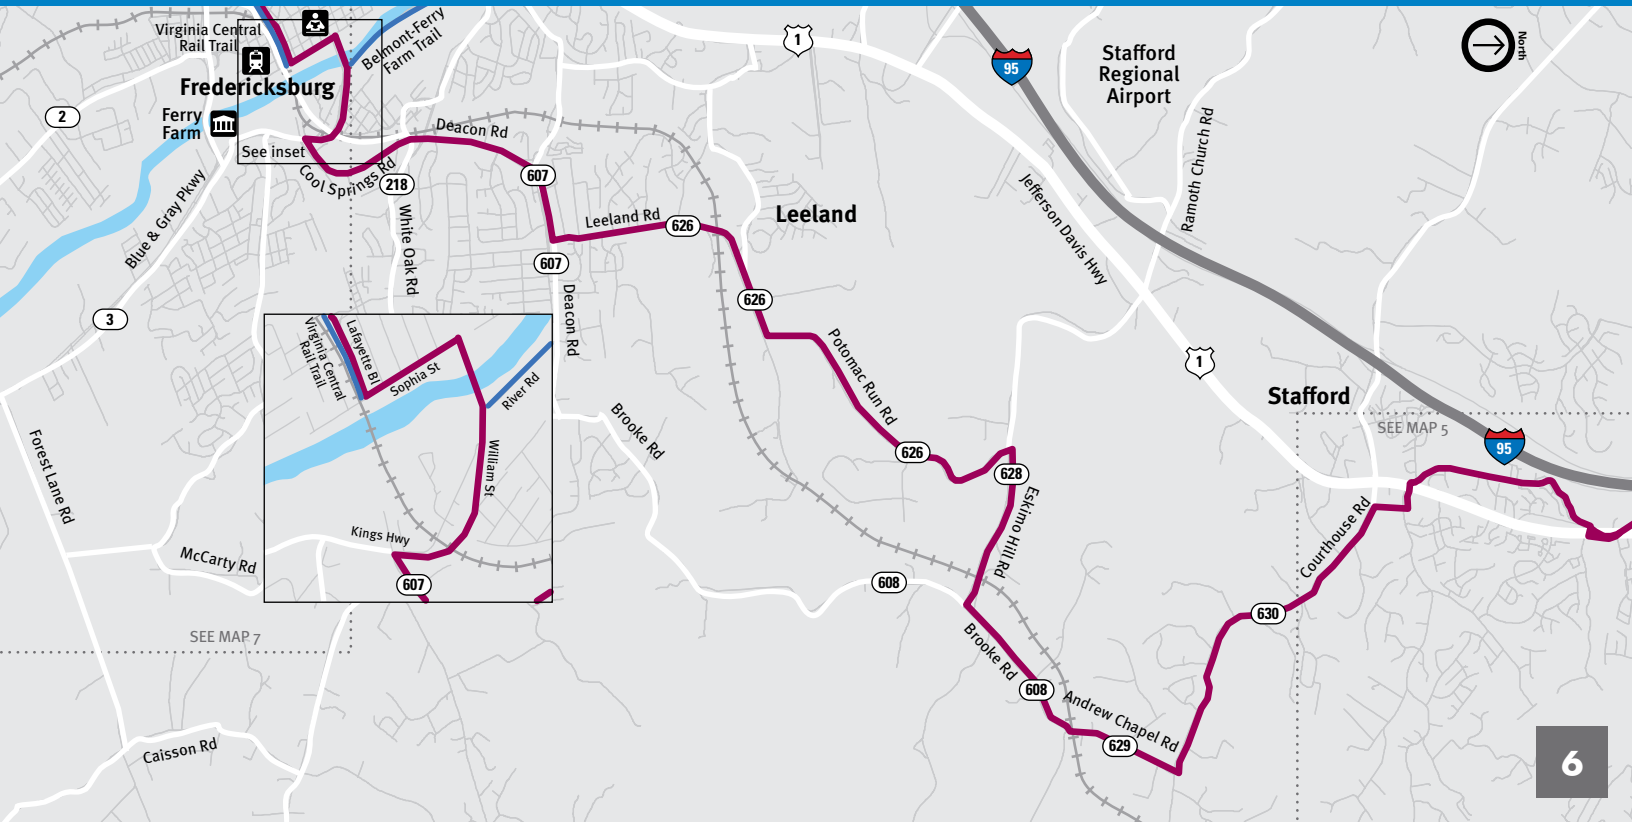 Virginia Central
Rail Trail
Belmont-Ferry
Farm Trail
Fredericksburg
2
Ferry
Farm
See inset
Cool Springs Rd
218
Deacon Rd
607
Blue & Gray Pkwy
White Oak Rd
Leeland Rd
626
607
Deacon Rd
3
Leeland
626
1
95
Stafford
Regional
Airport
North
Ramoth Church Rd
Jefferson Davis Hwy
1
Potomac Run Rd
626
628
Eskimo Hill Rd
Stafford
SEE MAP 5
95
Virginia Central
Rail Trail
Lafayette Bl
Sophia St
River Rd
William St
Kings Hwy
607
Brooke Rd
Forest Lane Rd
McCarty Rd
608
Courthouse Rd
630
SEE MAP 7
Brooke Rd
608
Andrew Chapel Rd
629
Caisson Rd
6